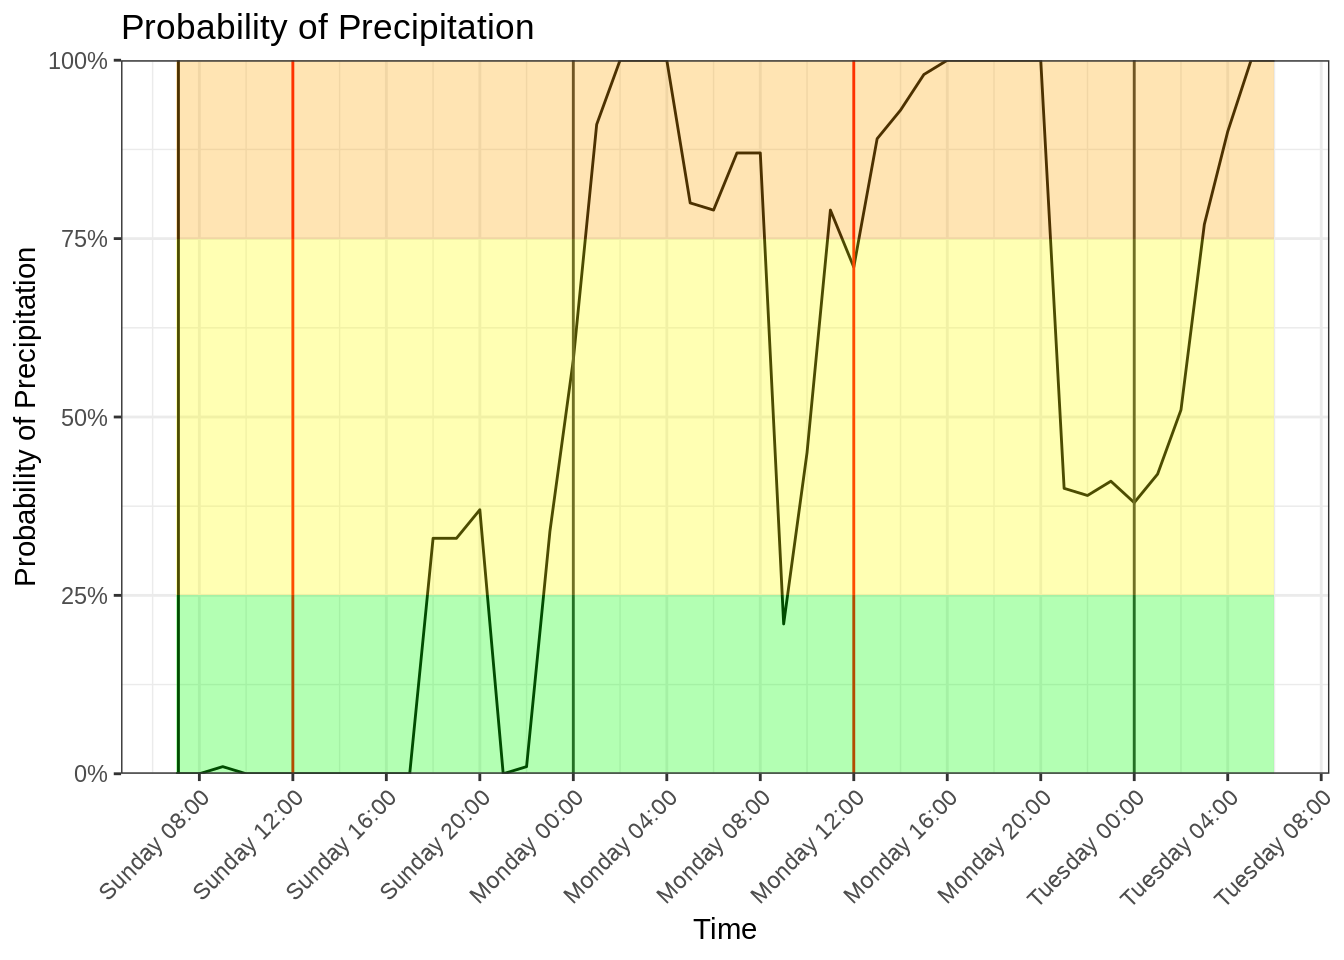 Probability of Precipitation
Probability of Precipitation
100%
75%
50%
25%
0%
Sunday 08:00
Sunday 12:00
Sunday 16:00
Sunday 20:00
Monday 00:00
Monday 04:00
Monday 08:00
Monday 12:00
Monday 16:00
Monday 20:00
Tuesday 00:00
Tuesday 04:00
Tuesday 08:00
Time